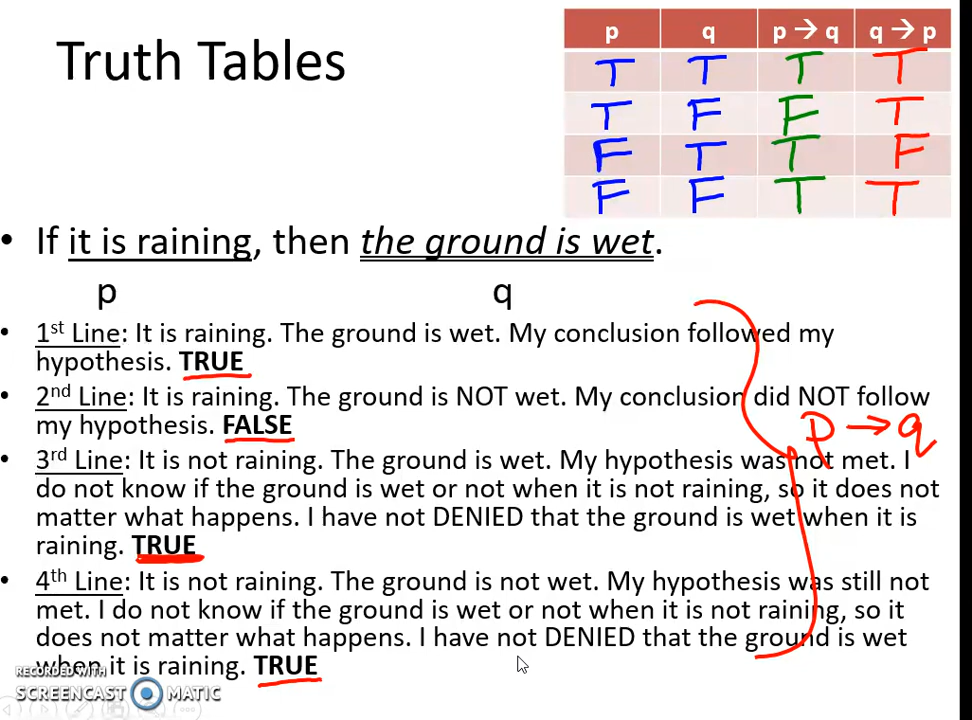 Truth Tables
p q p → q q → p
T T T T
T F F T
F T T F
F F T T
• If it is raining, then the ground is wet.
p q
• 1st Line: It is raining. The ground is wet. My conclusion followed my
hypothesis. TRUE
• 2nd Line: It is raining. The ground is NOT wet. My conclusion did NOT follow
my hypothesis. FALSE
p → q
• 3rd Line: It is not raining. The ground is wet. My hypothesis was not met. I
do not know if the ground is wet or not when it is not raining, so it does not
matter what happens. I have not DENIED that the ground is wet when it is
raining. TRUE
• 4th Line: It is not raining. The ground is not wet. My hypothesis was still not
met. I do not know if the ground is wet or not when it is not raining, so it
does not matter what happens. I have not DENIED that the ground is wet
when it is raining. TRUE
RECORDED WITH
SCREENCAST MATIC